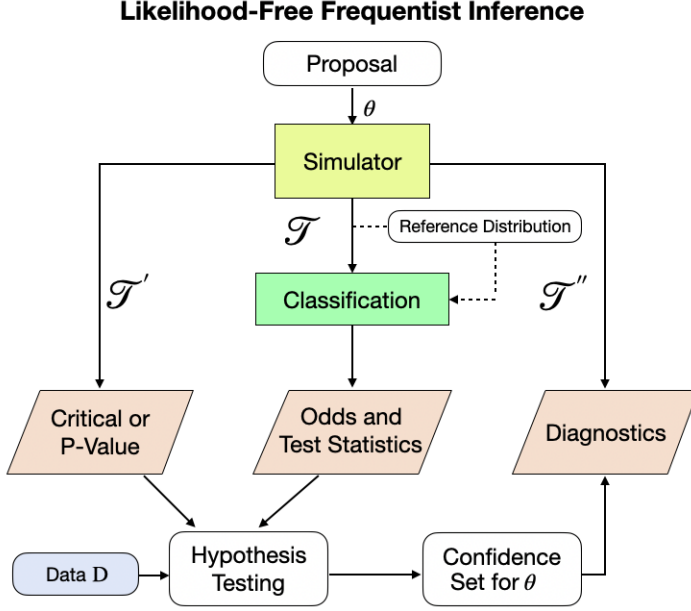 Likelihood-Free Frequentist Inference
Proposal
θ
Simulator
𝒯
Reference Distribution
𝒯′
Classification
𝒯″
Critical or
P-Value
Odds and
Test Statistics
Diagnostics
Data D
Hypothesis
Testing
Confidence
Set for θ